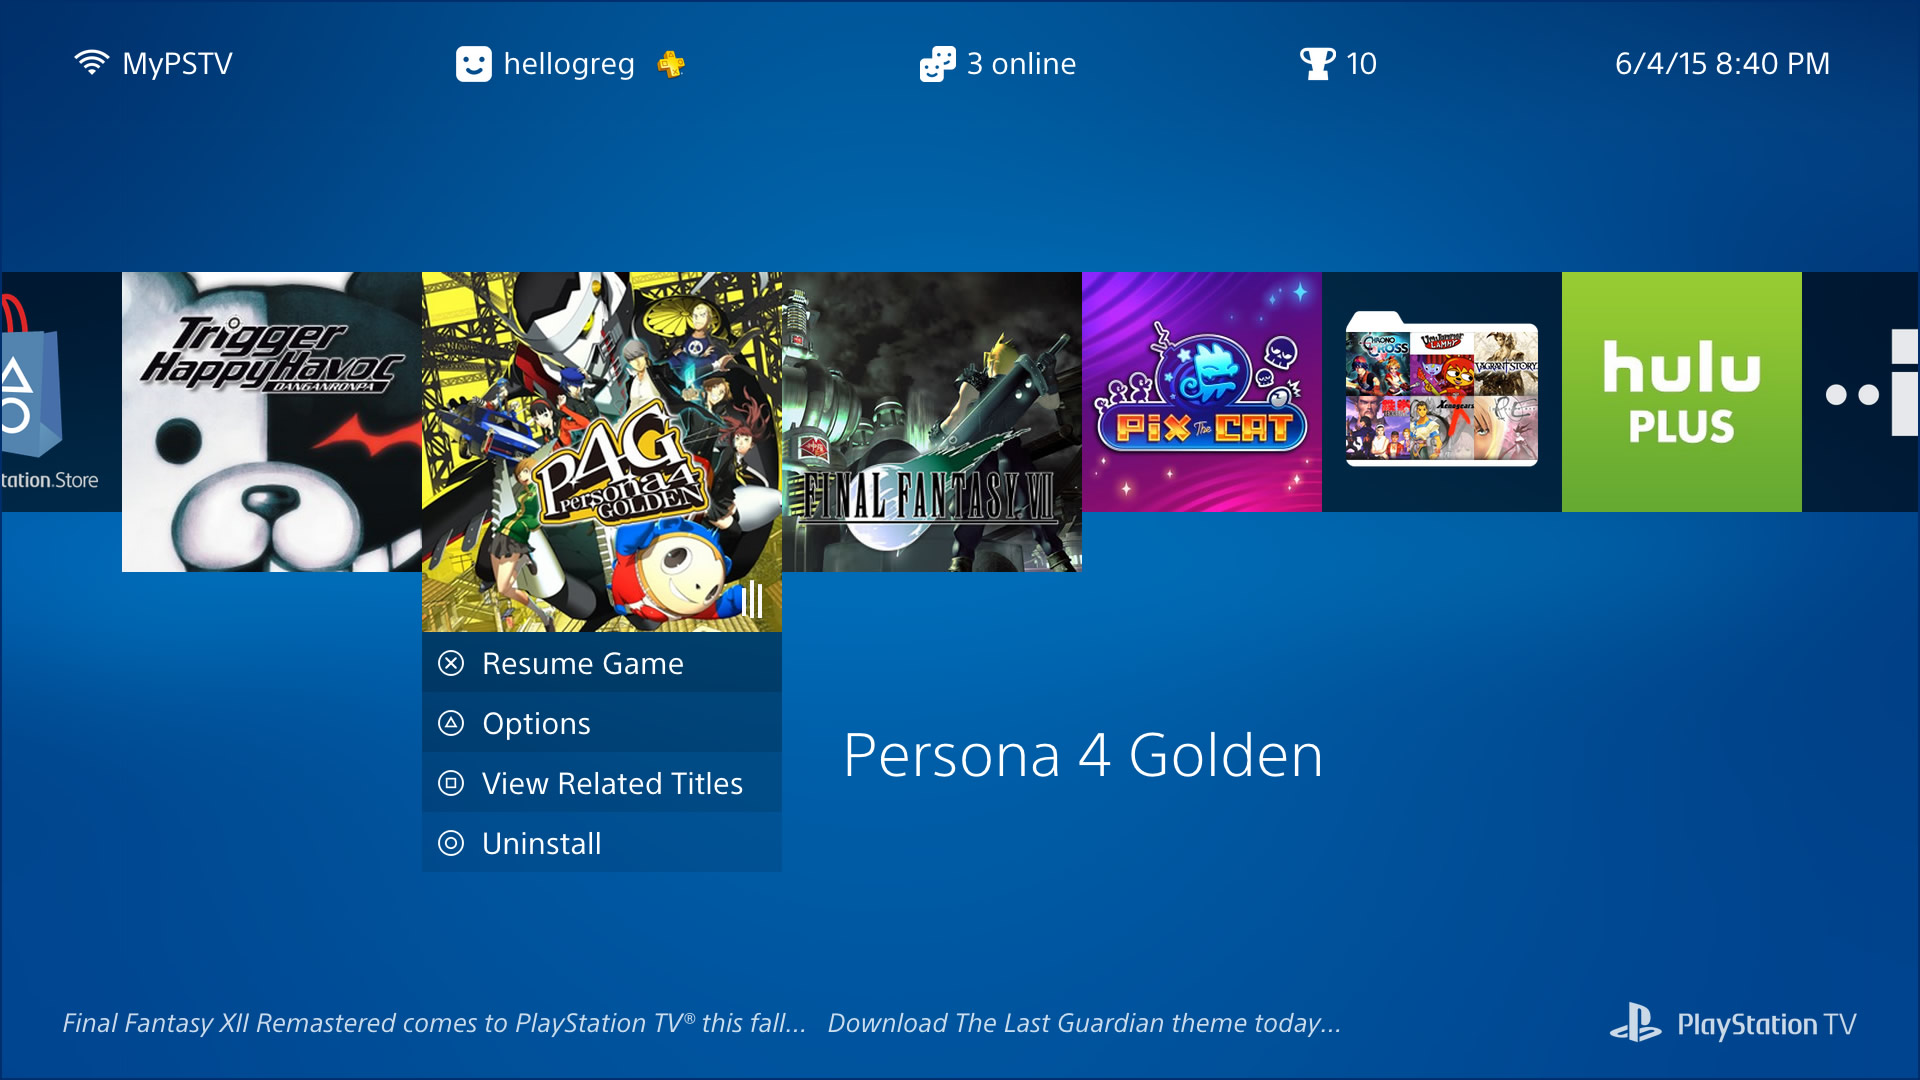 MyPSTV
hellogreg
3 online
10
6/4/15 8:40 PM
tation.Store
Trigger
Happy Havoc
DANGANRONPA
P4G
Persona4
GOLDEN
FINAL FANTASY VII
PIX THE CAT
CHRONO
CROSS
VAGRANT STORY
Xenogears
hulu
PLUS
Resume Game
Options
View Related Titles
Uninstall
Persona 4 Golden
Final Fantasy XII Remastered comes to PlayStation TV® this fall... Download The Last Guardian theme today...
PlayStation TV